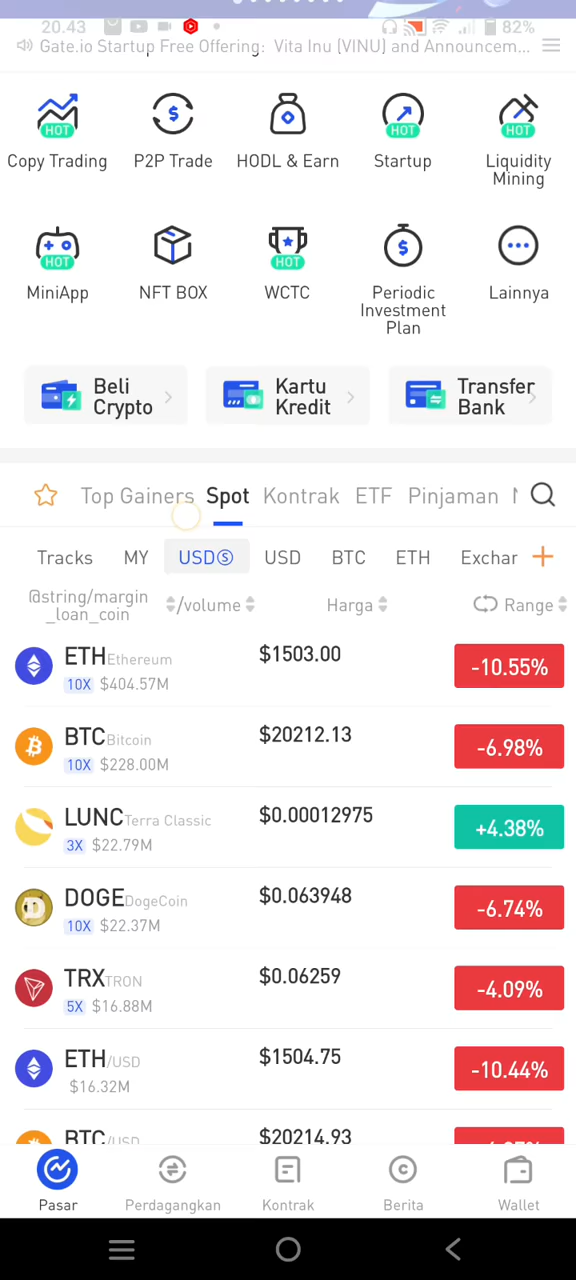 20.43
82%
Gate.io Startup Free Offering: Vita Inu (VINU) and Announcem...
HOT
HOT
HOT
Copy Trading
P2P Trade
HODL & Earn
Startup
Liquidity
Mining
HOT
HOT
MiniApp
NFT BOX
WCTC
Periodic
Investment
Plan
Lainnya
Beli
Crypto
Kartu
Kredit
Transfer
Bank
Top Gainers
Spot
Kontrak
ETF
Pinjaman
Tracks
MY
USDⓈ
USD
BTC
ETH
Exchar
@string/margin
_loan_coin
/volume
Harga
Range
ETH Ethereum
$1503.00
-10.55%
10X $404.57M
BTC Bitcoin
$20212.13
-6.98%
10X $228.00M
LUNC Terra Classic
$0.00012975
+4.38%
3X $22.79M
DOGE DogeCoin
$0.063948
-6.74%
10X $22.37M
TRX TRON
$0.06259
-4.09%
5X $16.88M
ETH/USD
$1504.75
-10.44%
$16.32M
BTC/USD
$20214.93
Pasar
Perdagangkan
Kontrak
Berita
Wallet